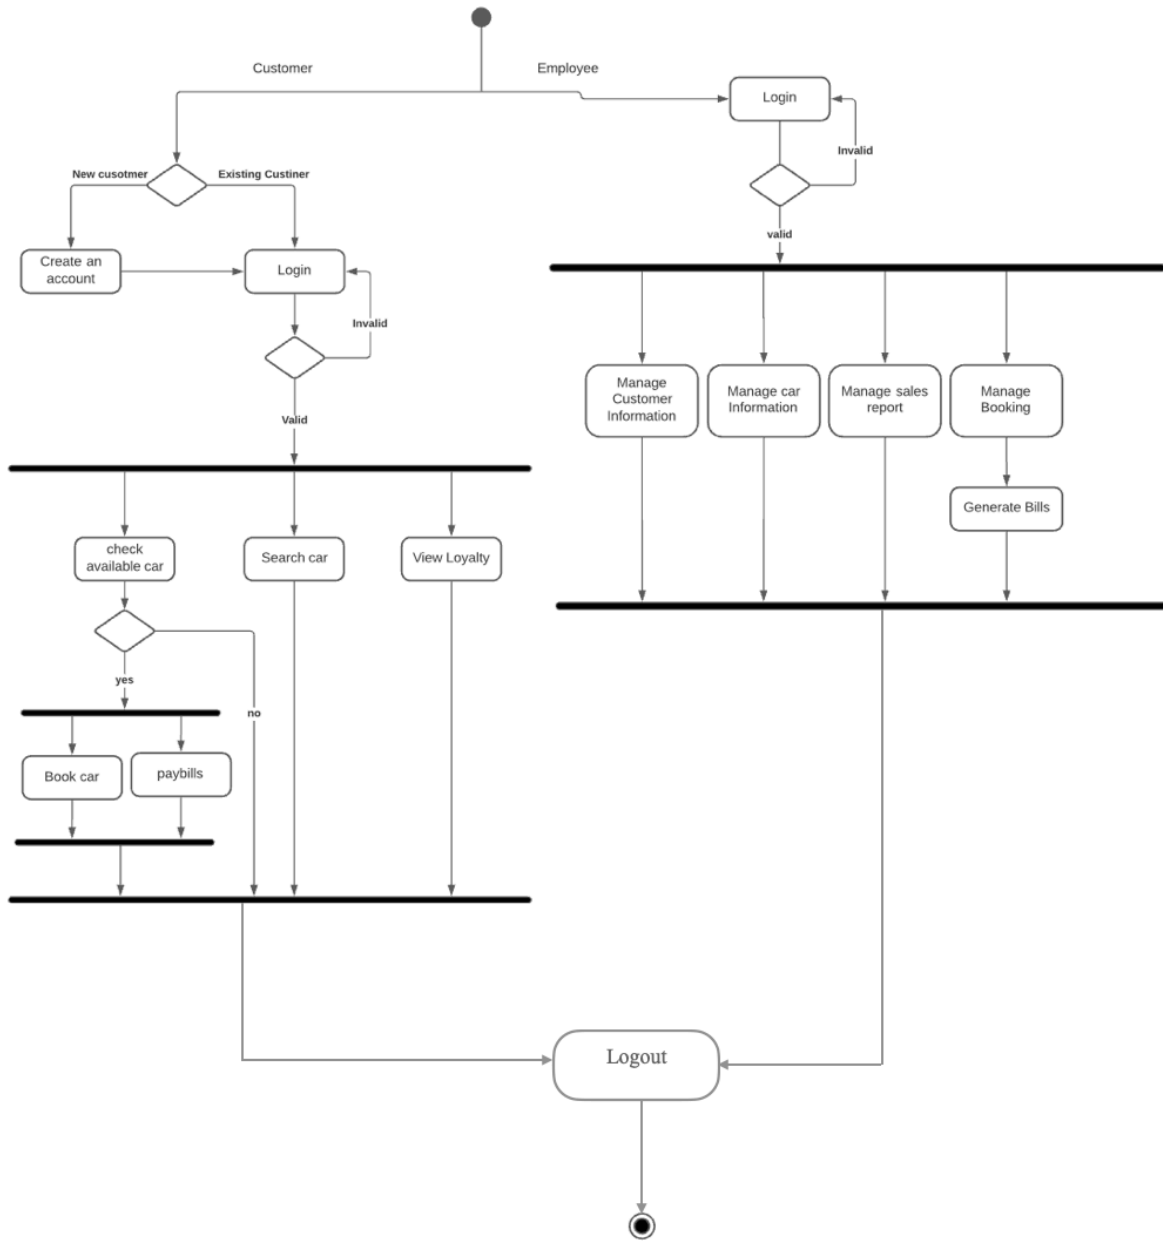 Customer
Employee
Login
Invalid
New cusotmer
Existing Custiner
valid
Create an
account
Login
Invalid
Manage
Customer
Information
Manage car
Information
Manage sales
report
Manage
Booking
Valid
Generate Bills
check
available car
Search car
View Loyalty
yes
no
Book car
paybills
Logout